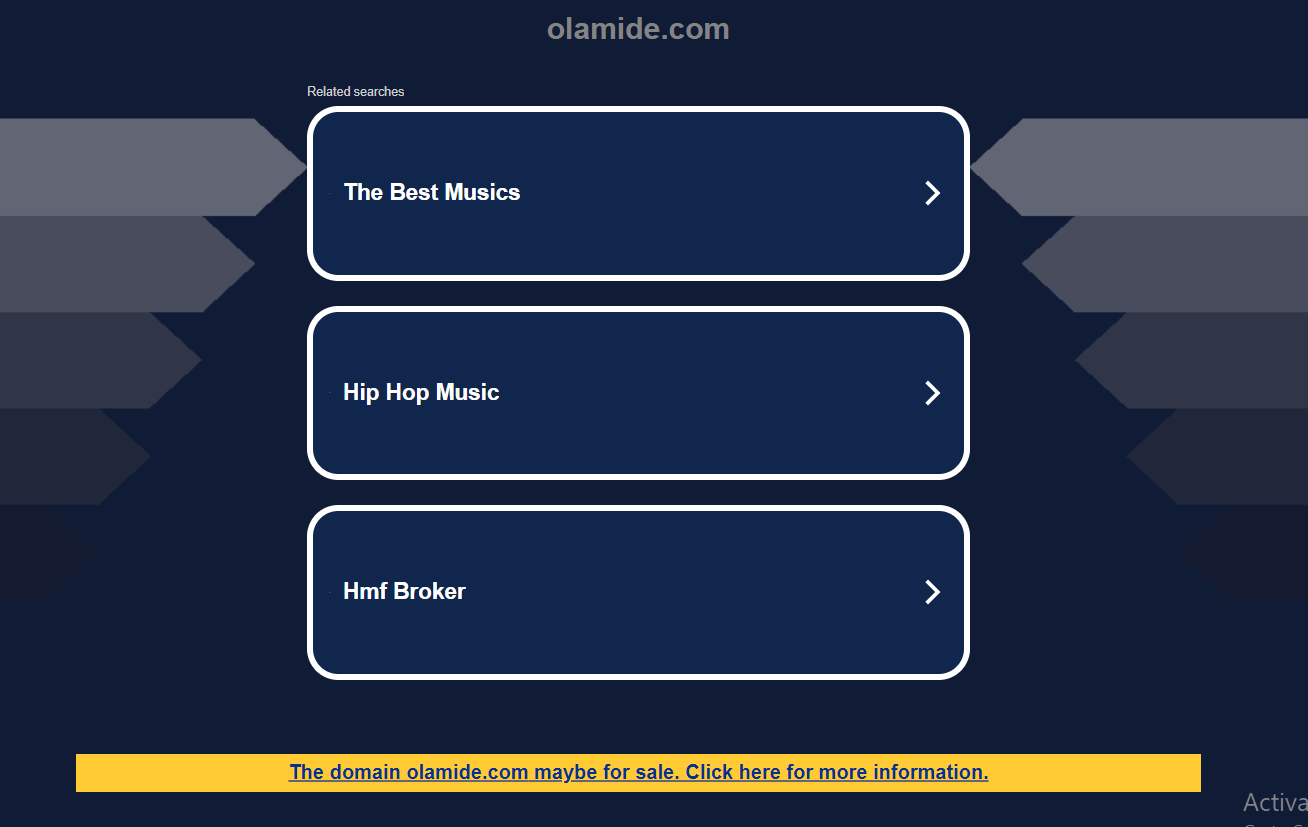 olamide.com
Related searches
The Best Musics
Hip Hop Music
Hmf Broker
The domain olamide.com maybe for sale. Click here for more information.
Activa